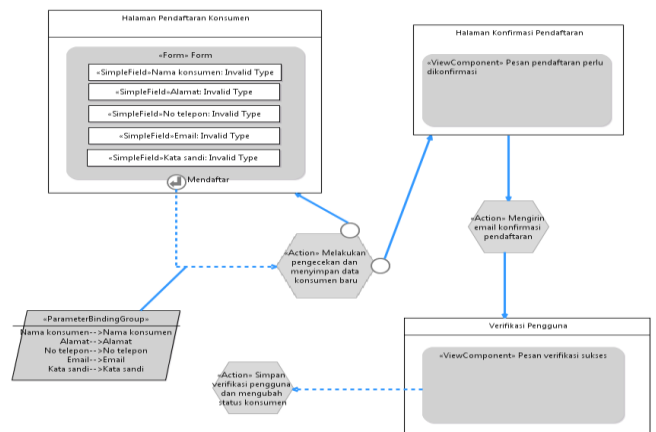 Halaman Pendaftaran Konsumen
«Form» Form
«SimpleField»Nama konsumen: Invalid Type
«SimpleField»Alamat: Invalid Type
«SimpleField»No telepon: Invalid Type
«SimpleField»Email: Invalid Type
«SimpleField»Kata sandi: Invalid Type
Mendaftar
Halaman Konfirmasi Pendaftaran
«ViewComponent» Pesan pendaftaran perlu
dikonfirmasi
«Action» Mengirin
email konfirmasi
pendaftaran
«Action» Melakukan
pengecekan dan
menyimpan data
konsumen baru
«ParameterBindingGroup»
Nama konsumen-->Nama konsumen
Alamat-->Alamat
No telepon-->No telepon
Email-->Email
Kata sandi-->Kata sandi
Verifikasi Pengguna
«ViewComponent» Pesan verifikasi sukses
«Action» Simpan
verifikasi pengguna
dan mengubah
status konsumen